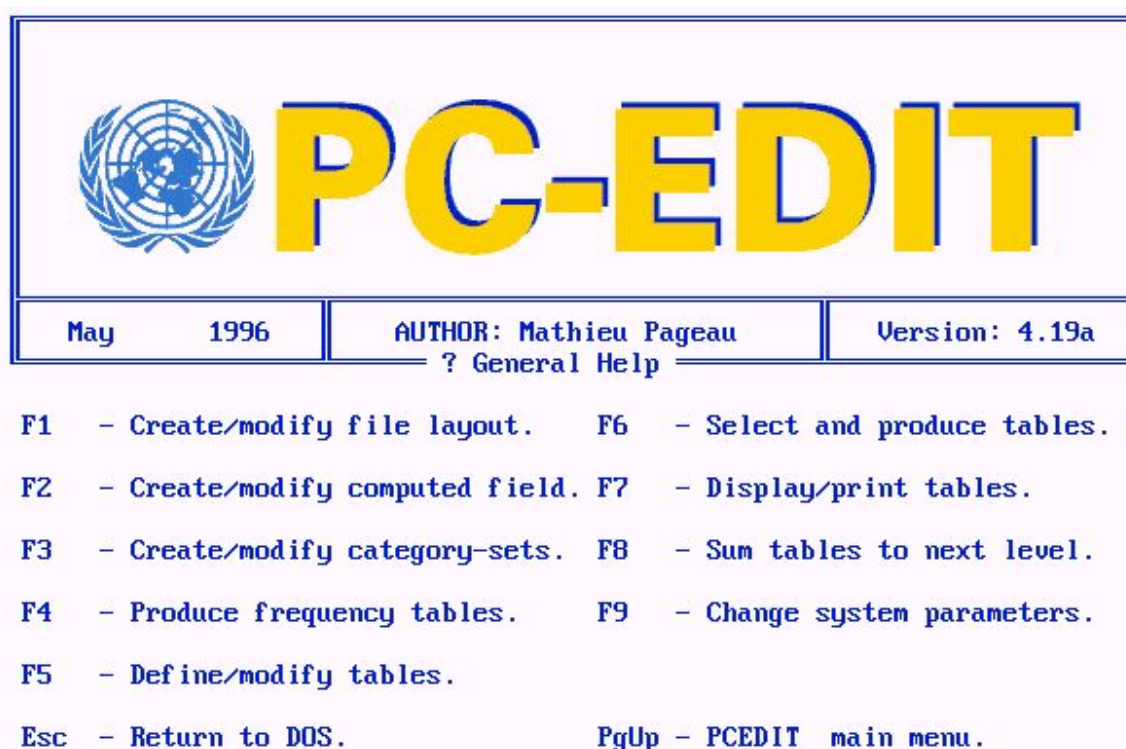 PC-EDIT
May 1996 AUTHOR: Mathieu Pageau Version: 4.19a
? General Help
F1 - Create/modify file layout. F6 - Select and produce tables.
F2 - Create/modify computed field. F7 - Display/print tables.
F3 - Create/modify category-sets. F8 - Sum tables to next level.
F4 - Produce frequency tables. F9 - Change system parameters.
F5 - Define/modify tables.
Esc - Return to DOS. PgUp - PCEDIT main menu.